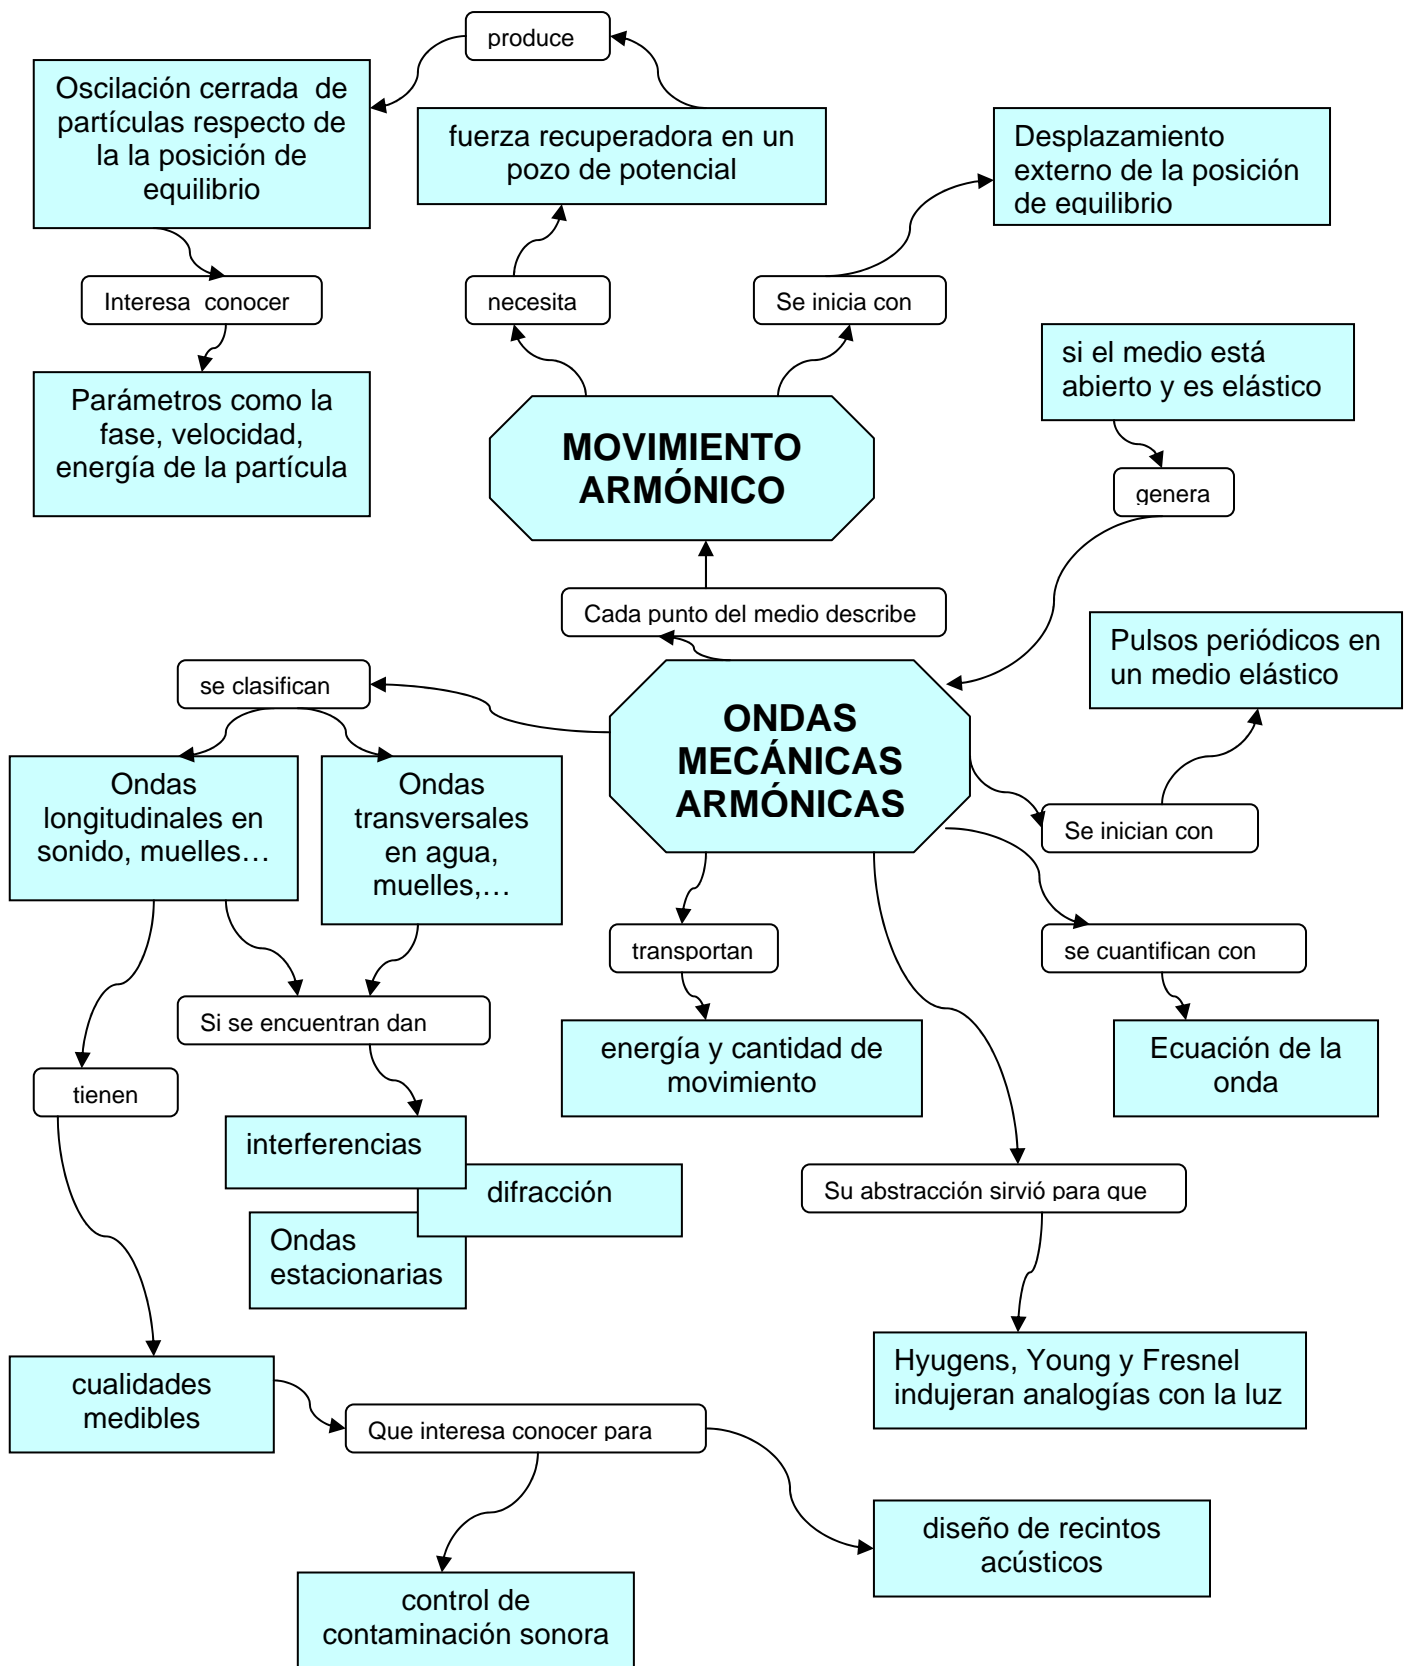 produce
Oscilación cerrada de
partículas respecto de
la la posición de
equilibrio
fuerza recuperadora en un
pozo de potencial
Desplazamiento
externo de la posición
de equilibrio
Interesa conocer
necesita
Se inicia con
si el medio está
abierto y es elástico
Parámetros como la
fase, velocidad,
energía de la partícula
MOVIMIENTO
ARMÓNICO
genera
Cada punto del medio describe
Pulsos periódicos en
un medio elástico
se clasifican
ONDAS
MECÁNICAS
ARMÓNICAS
Ondas
longitudinales en
sonido, muelles…
Ondas
transversales
en agua,
muelles,…
Se inician con
transportan
se cuantifican con
Si se encuentran dan
energía y cantidad de
movimiento
Ecuación de la
onda
tienen
interferencias
difracción
Ondas
estacionarias
Su abstracción sirvió para que
Hyugens, Young y Fresnel
indujeran analogías con la luz
cualidades
medibles
Que interesa conocer para
diseño de recintos
acústicos
control de
contaminación sonora